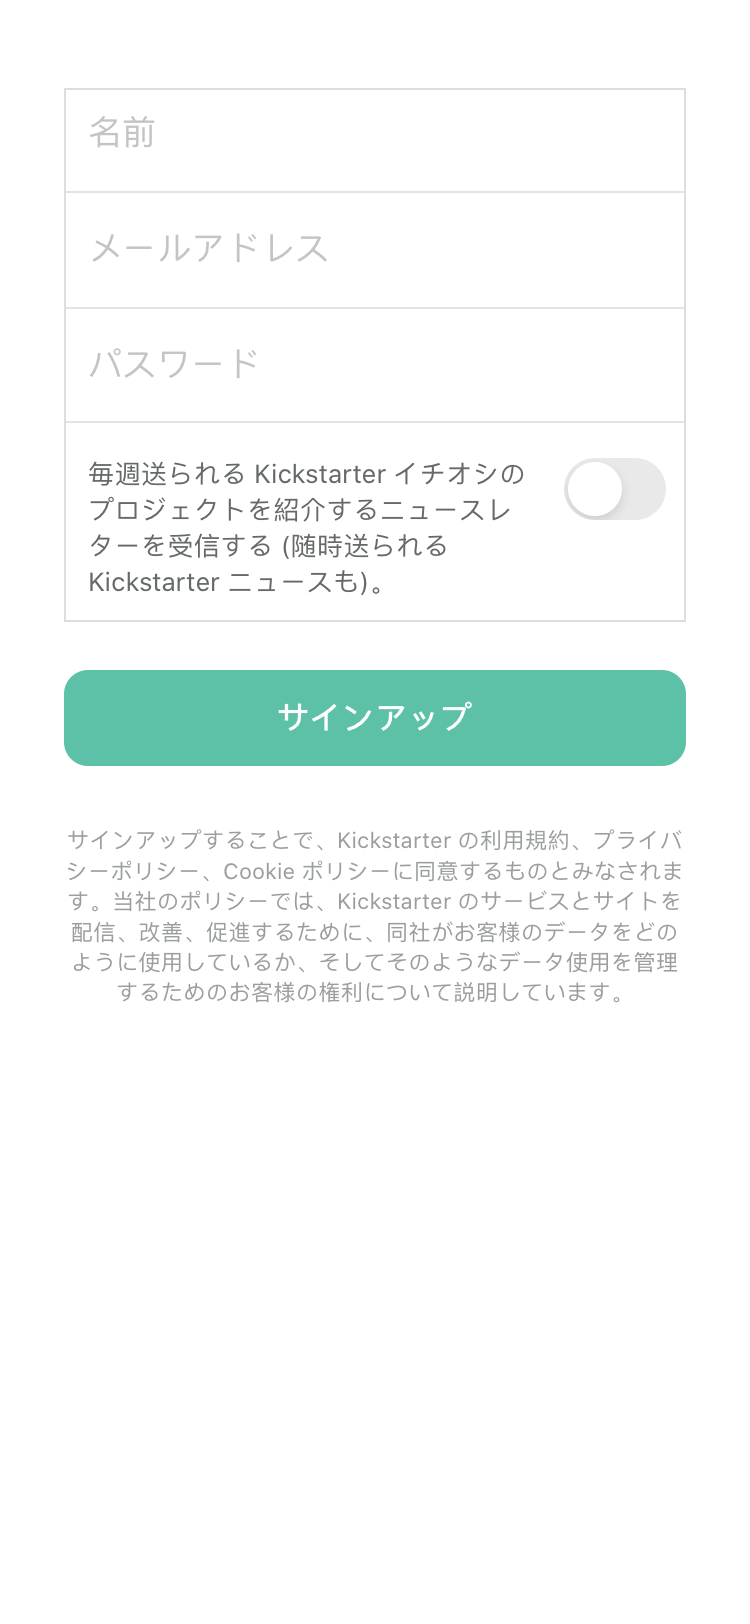 名前
メールアドレス
パスワード
毎週送られる Kickstarter イチオシの
プロジェクトを紹介するニュースレ
ターを受信する (随時送られる
Kickstarter ニュースも)。
サインアップ
サインアップすることで、Kickstarter の利用規約、プライバ
シーポリシー、Cookie ポリシーに同意するものとみなされま
す。当社のポリシーでは、Kickstarter のサービスとサイトを
配信、改善、促進するために、同社がお客様のデータをどの
ように使用しているか、そしてそのようなデータ使用を管理
するためのお客様の権利について説明しています。